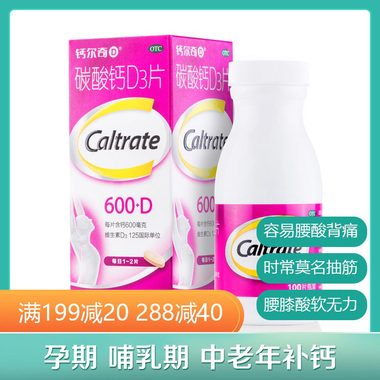 钙尔奇D®
OTC
碳酸钙D3片
Caltrate
600·D
每片含钙600毫克
维生素D3 125国际单位
每日1~2片
OTC
碳酸钙D3片
Caltrate
600·D
Caltrate
100片
容易腰酸背痛
时常莫名抽筋
腰膝酸软无力
满199减20 288减40
孕期 哺乳期 中老年补钙